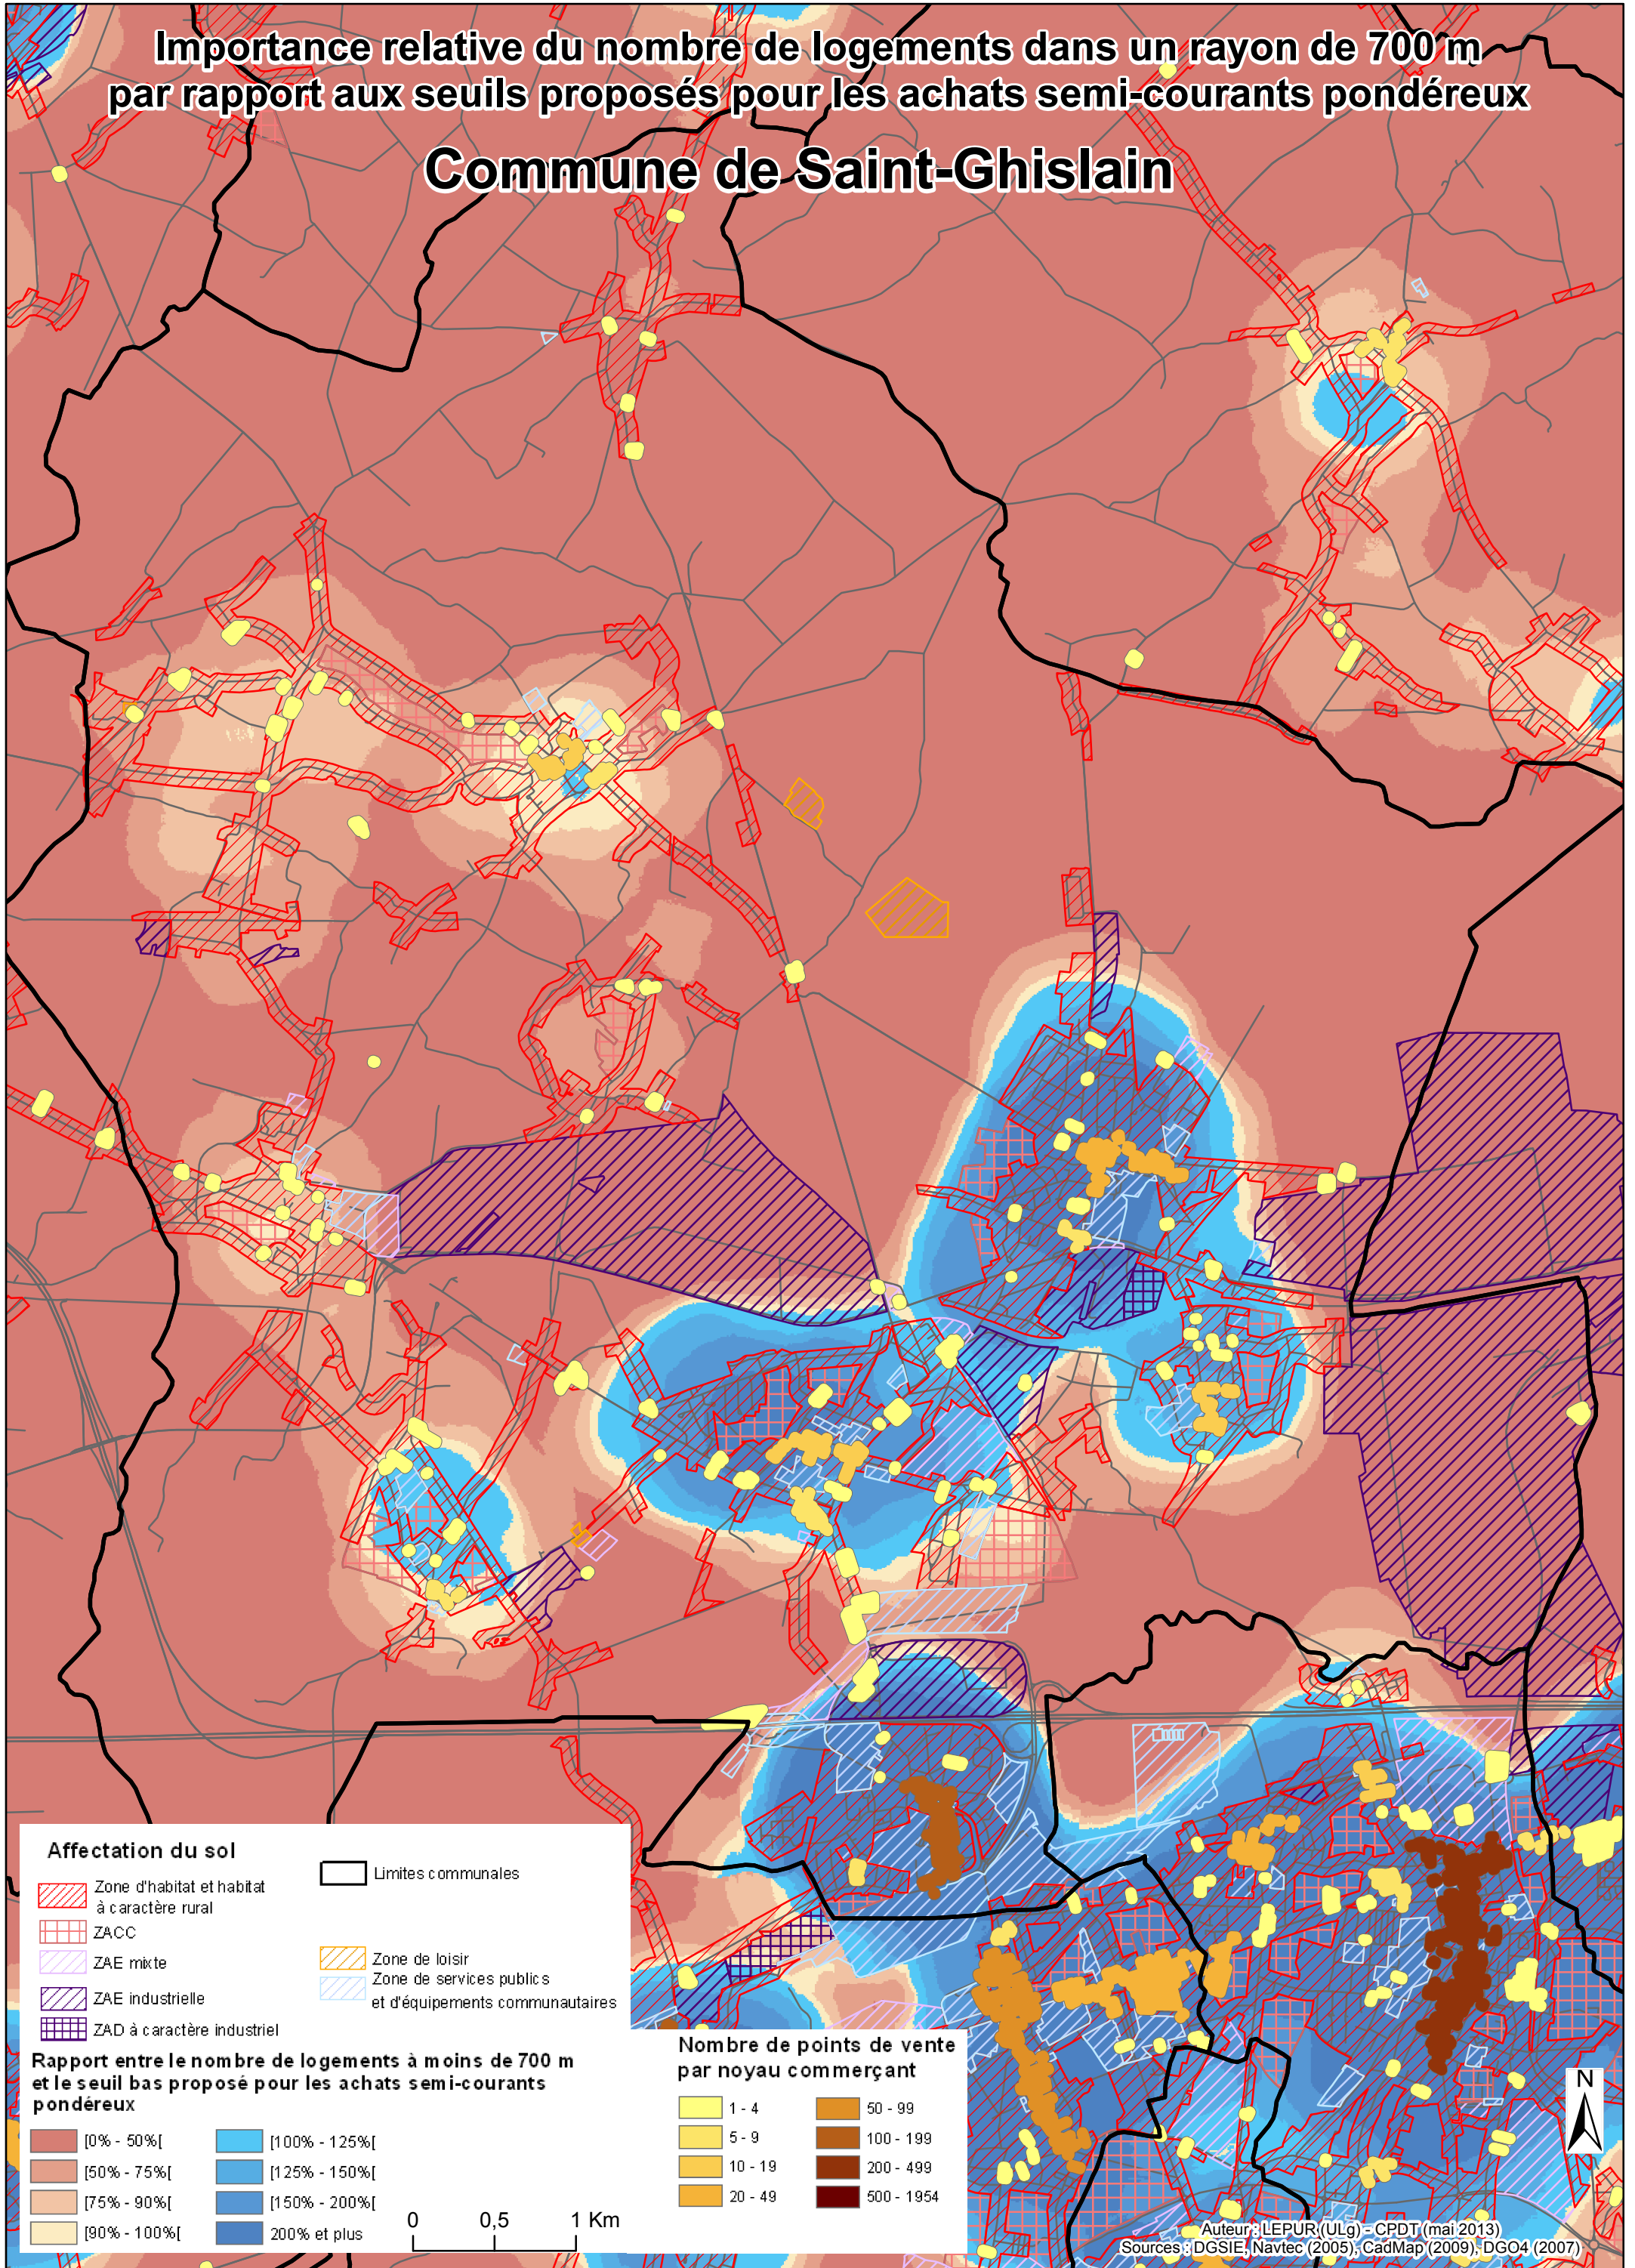 Importance relative du nombre de logements dans un rayon de 700 m
par rapport aux seuils proposés pour les achats semi-courants pondéreux
Commune de Saint-Ghislain
Affectation du sol
Zone d'habitat et habitat
à caractère rural
ZACC
ZAE mixte
ZAE industrielle
ZAD à caractère industriel
Limites communales
Zone de loisir
Zone de services publics
et d'équipements communautaires
Rapport entre le nombre de logements à moins de 700 m
et le seuil bas proposé pour les achats semi-courants
pondéreux
[0% - 50%[
[50% - 75%[
[75% - 90%[
[90% - 100%[
[100% - 125%[
[125% - 150%[
[150% - 200%[
200% et plus
0 0,5 1 Km
Nombre de points de vente
par noyau commerçant
1 - 4
5 - 9
10 - 19
20 - 49
50 - 99
100 - 199
200 - 499
500 - 1954
N
Auteur : LEPUR (ULg) - CPDT (mai 2013)
Sources : DGSIE, Navtec (2005), CadMap (2009), DGO4 (2007)